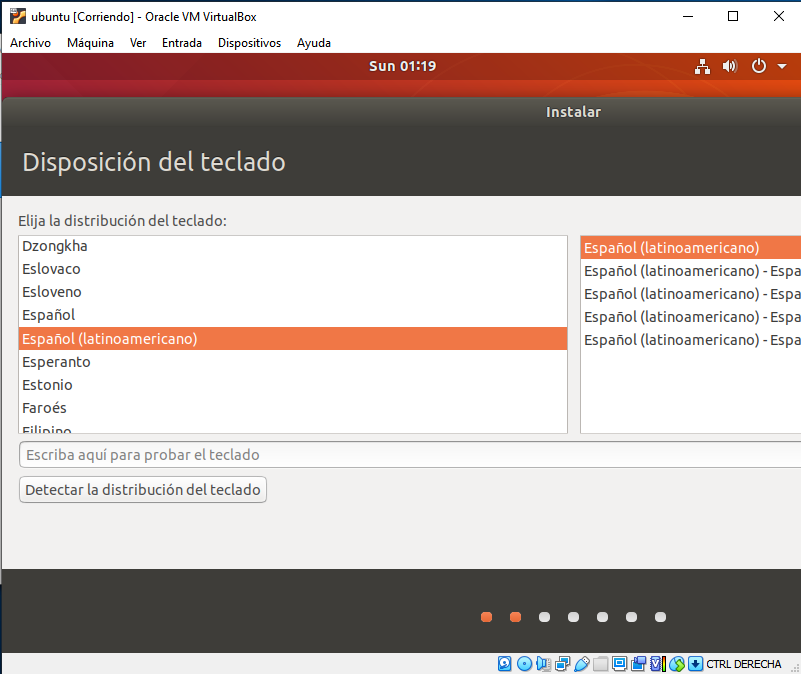 ubuntu [Corriendo] - Oracle VM VirtualBox
Archivo Máquina Ver Entrada Dispositivos Ayuda
Sun 01:19
Instalar
Disposición del teclado
Elija la distribución del teclado:
Dzongkha
Eslovaco
Esloveno
Español
Español (latinoamericano)
Esperanto
Estonio
Faroés
Filipino
Español (latinoamericano)
Español (latinoamericano) - Espa
Español (latinoamericano) - Espa
Español (latinoamericano) - Espa
Español (latinoamericano) - Espa
Escriba aquí para probar el teclado
Detectar la distribución del teclado
CTRL DERECHA